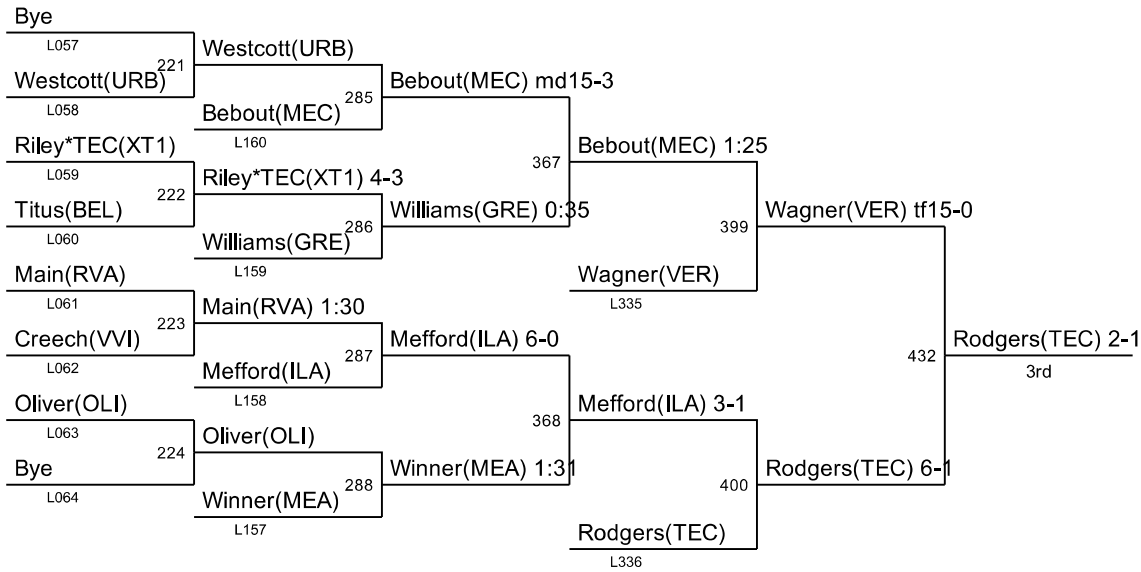 Bye
L057
221
Westcott(URB)
Westcott(URB)
L058
285
Bebout(MEC) md15-3
Bebout(MEC)
L160
Riley*TEC(XT1)
L059
367
Bebout(MEC) 1:25
222
Riley*TEC(XT1) 4-3
Titus(BEL)
L060
286
Williams(GRE) 0:35
Williams(GRE)
L159
399
Wagner(VER) tf15-0
Main(RVA)
L061
Wagner(VER)
L335
223
Main(RVA) 1:30
Creech(VVI)
L062
287
Mefford(ILA) 6-0
Mefford(ILA)
L158
432
Rodgers(TEC) 2-1
3rd
Oliver(OLI)
L063
368
Mefford(ILA) 3-1
224
Oliver(OLI)
Bye
L064
288
Winner(MEA) 1:31
Winner(MEA)
L157
400
Rodgers(TEC) 6-1
Rodgers(TEC)
L336